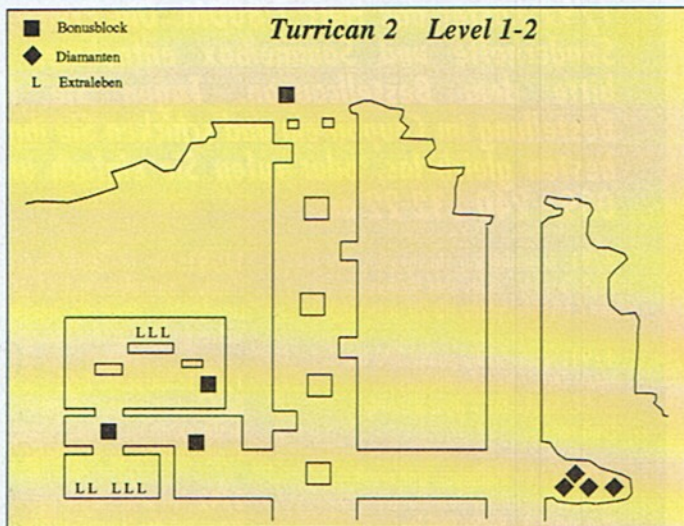 Turrican 2 Level 1-2
Bonusblock
Diamanten
L Extraleben
LLL
LL LLL